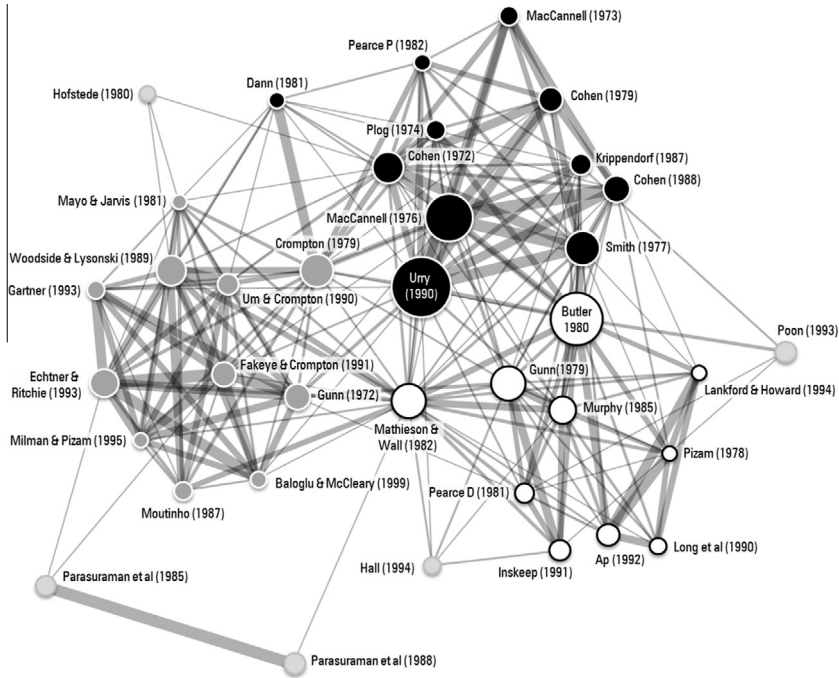 MacCannell (1973)
Pearce P (1982)
Dann (1981)
Hofstede (1980)
Cohen (1979)
Plog (1974)
Cohen (1972)
Krippendorf (1987)
Cohen (1988)
Mayo & Jarvis (1981)
MacCannell (1976)
Crompton (1979)
Smith (1977)
Woodside & Lysonski (1989)
Gartner (1993)
Um & Crompton (1990)
Urry
(1990)
Butler
1980
Poon (1993)
Fakeye & Crompton (1991)
Gunn(1979)
Echtner &
Ritchie (1993)
Gunn (1972)
Lankford & Howard (1994)
Murphy (1985)
Mathieson &
Wall (1982)
Milman & Pizam (1995)
Pizam (1978)
Baloglu & McCleary (1999)
Pearce D (1981)
Moutinho (1987)
Ap (1992)
Long et al (1990)
Inskeep (1991)
Hall (1994)
Parasuraman et al (1985)
Parasuraman et al (1988)